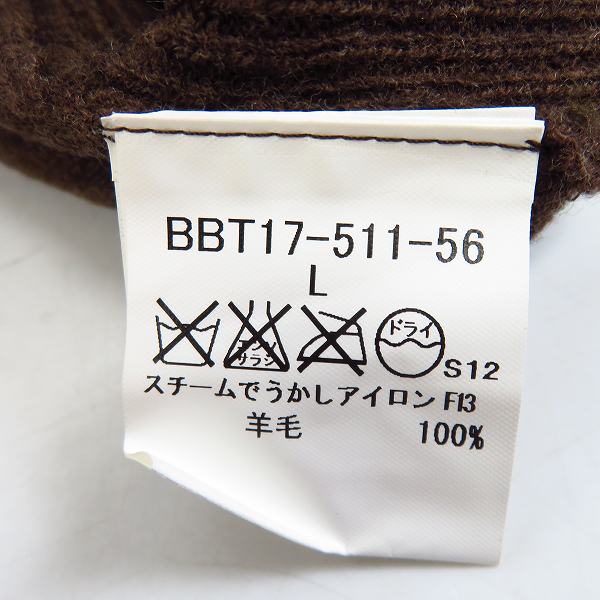 BBT17-511-56
L
エンソ
サラシ
ドライ
S12
スチームでうかしアイロン F13
羊毛 100%